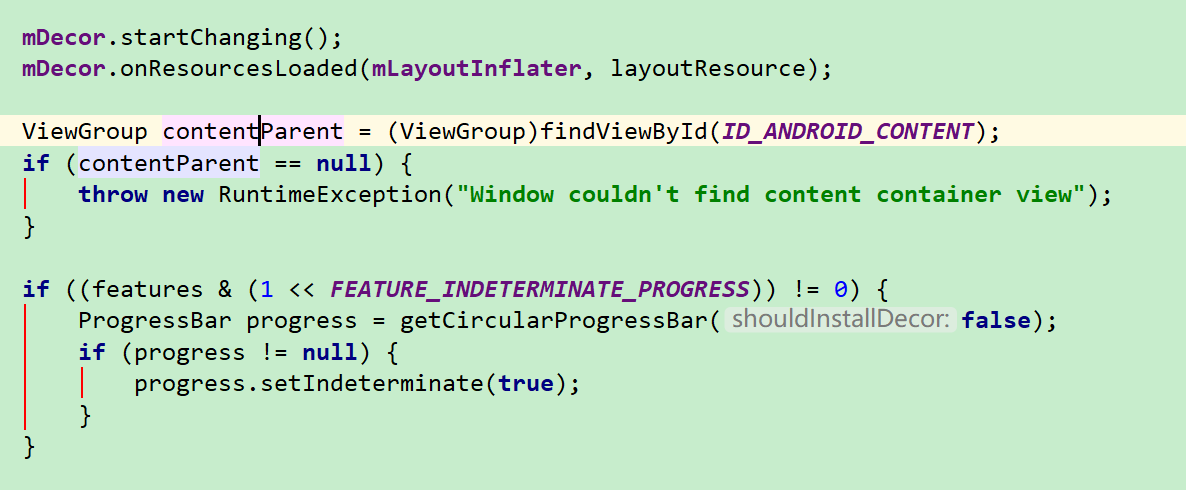 mDecor.startChanging();
mDecor.onResourcesLoaded(mLayoutInflater, layoutResource);
ViewGroup contentParent = (ViewGroup)findViewById(ID_ANDROID_CONTENT);
if (contentParent == null) {
throw new RuntimeException("Window couldn't find content container view");
}
if ((features & (1 << FEATURE_INDETERMINATE_PROGRESS)) != 0) {
ProgressBar progress = getCircularProgressBar( shouldInstallDecor: false);
if (progress != null) {
progress.setIndeterminate(true);
}
}